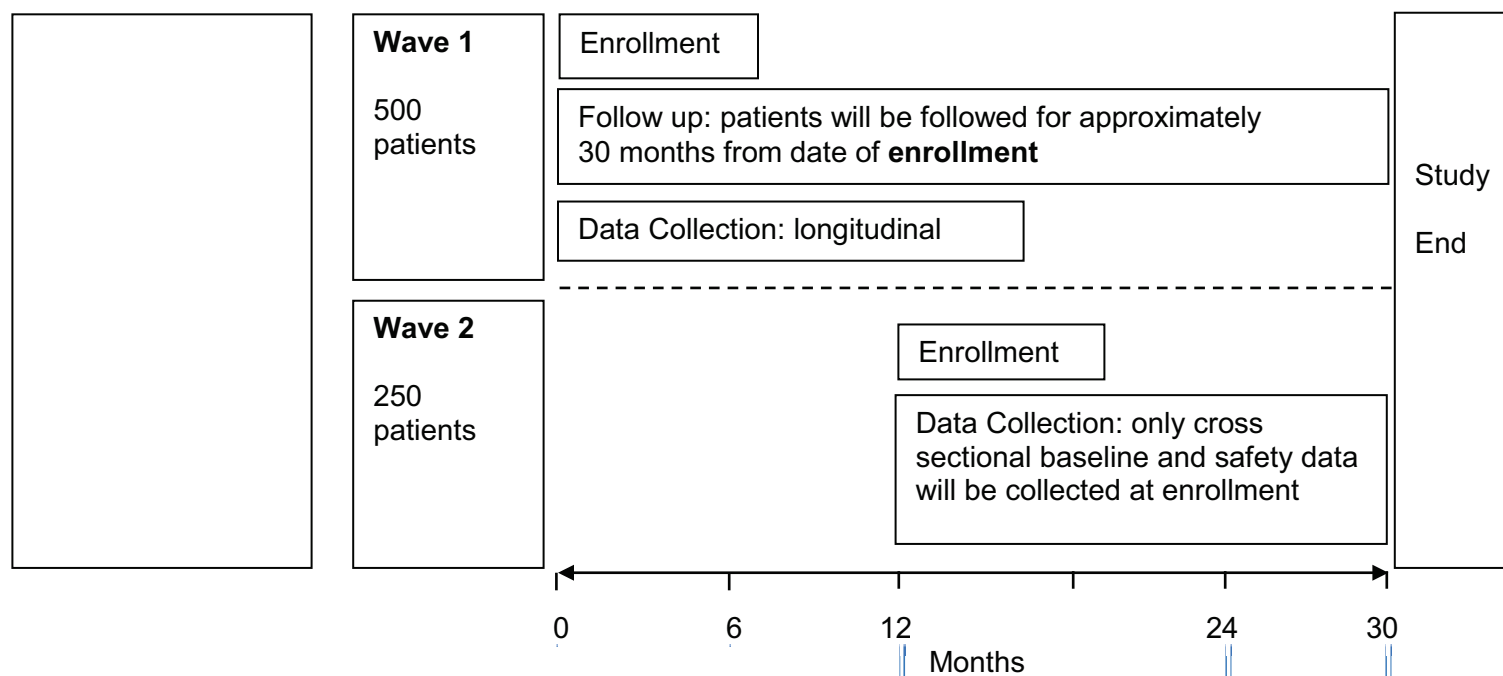 Wave 1
500
patients
Enrollment
Follow up: patients will be followed for approximately
30 months from date of enrollment
Data Collection: longitudinal
Wave 2
250
patients
Enrollment
Data Collection: only cross
sectional baseline and safety data
will be collected at enrollment
Study
End
0 6 12 24 30
Months